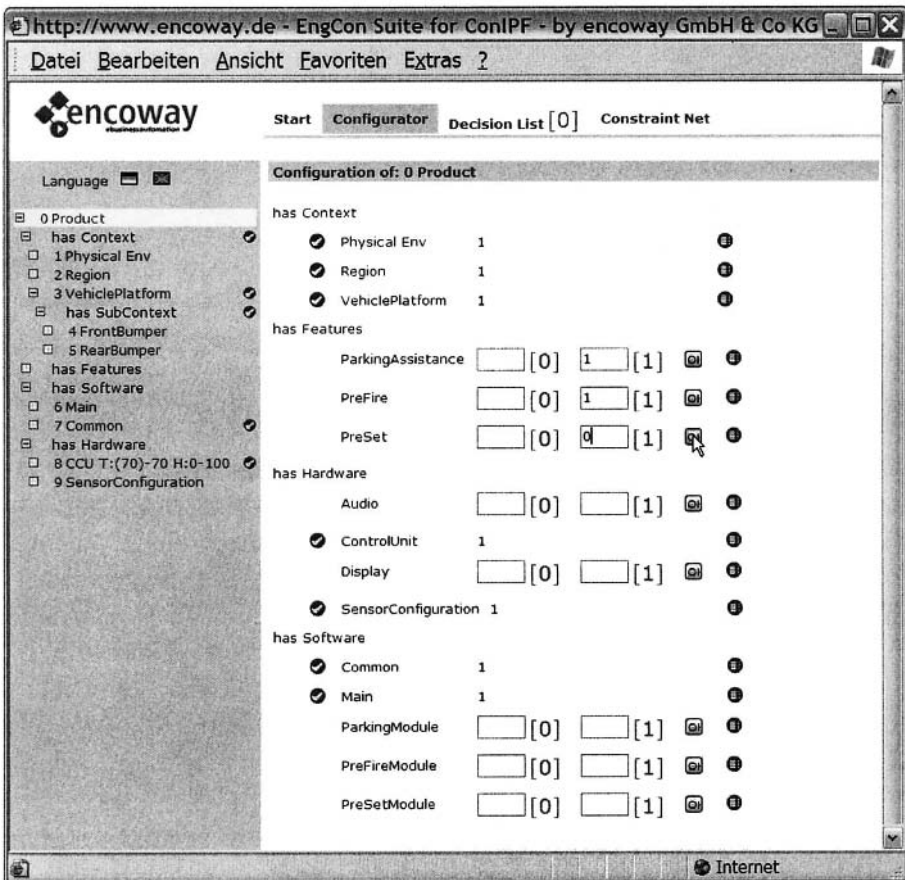 http://www.encoway.de - EngCon Suite for ConIPF - by encoway GmbH & Co KG
Datei Bearbeiten Ansicht Favoriten Extras ?
encoway
ebusinessautomation
Start Configurator Decision List [0] Constraint Net
Language
Configuration of: 0 Product
0 Product
has Context
1 Physical Env
2 Region
3 VehiclePlatform
has SubContext
4 FrontBumper
5 RearBumper
has Features
has Software
6 Main
7 Common
has Hardware
8 CCU T:(70)-70 H:0-100
9 SensorConfiguration
has Context
Physical Env 1
Region 1
VehiclePlatform 1
has Features
ParkingAssistance [0] 1 [1]
PreFire [0] 1 [1]
PreSet [0] 0 [1]
has Hardware
Audio [0] [1]
ControlUnit 1
Display [0] [1]
SensorConfiguration 1
has Software
Common 1
Main 1
ParkingModule [0] [1]
PreFireModule [0] [1]
PreSetModule [0] [1]
Internet